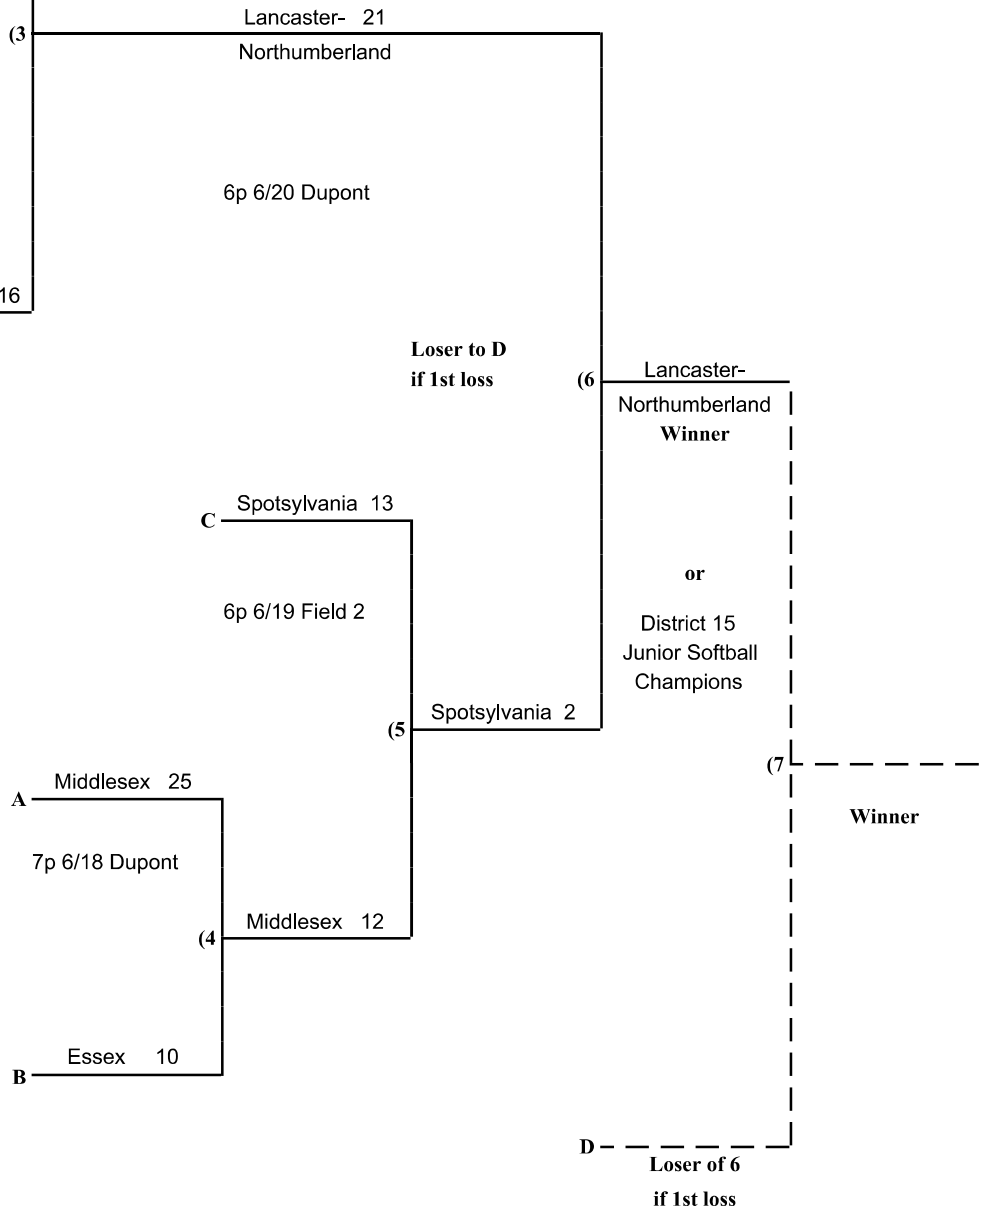 Lancaster- 21
(3
Northumberland
6p 6/20 Dupont
16
Loser to D
if 1st loss
(6
Lancaster-
Northumberland
Winner
Spotsylvania 13
C
or
6p 6/19 Field 2
District 15
Junior Softball
Champions
Spotsylvania 2
(5
(7
Middlesex 25
A
Winner
7p 6/18 Dupont
Middlesex 12
(4
Essex 10
B
D
Loser of 6
if 1st loss